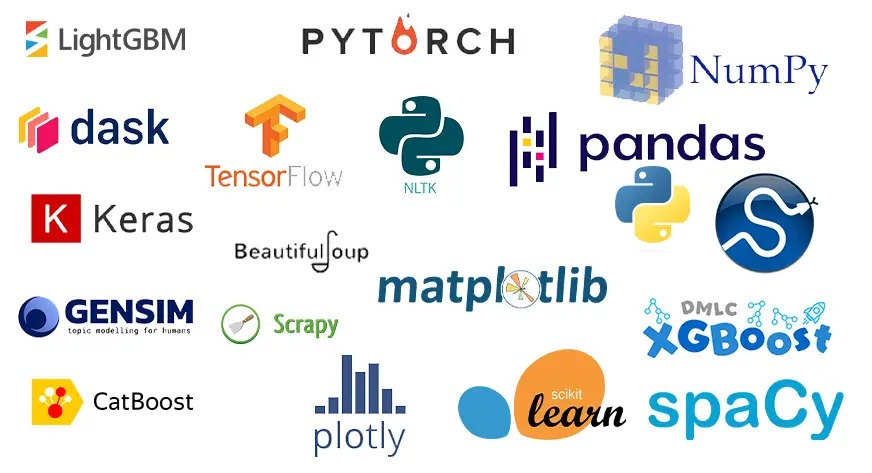 LightGBM
PYTORCH
NumPy
dask
TensorFlow
NLTK
pandas
K Keras
BeautifulSoup
matplotlib
GENSIM
topic modelling for humans
Scrapy
DMLC
XGBoost
CatBoost
plotly
scikit
learn
spaCy